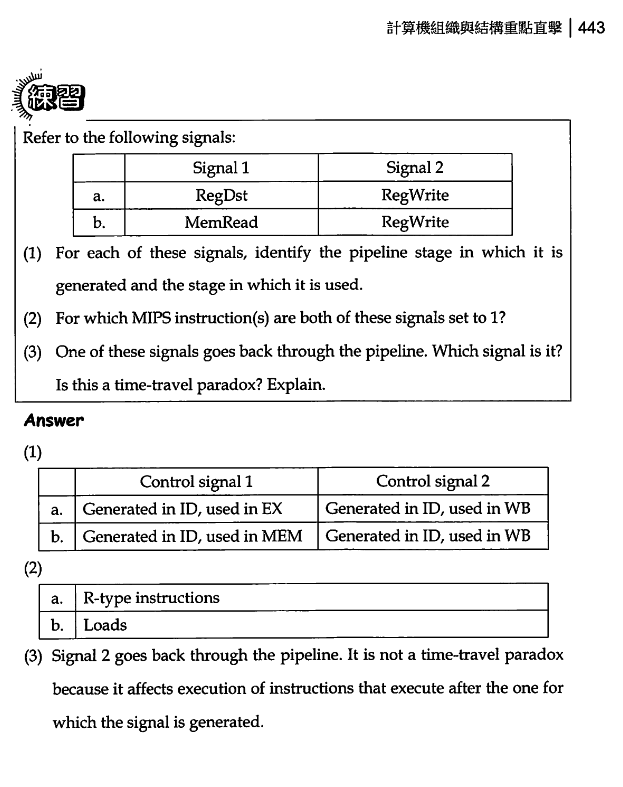 計算機組織與結構重點直擊 | 443
練習
Refer to the following signals:
Signal 1 Signal 2
a. RegDst RegWrite
b. MemRead RegWrite
(1) For each of these signals, identify the pipeline stage in which it is
generated and the stage in which it is used.
(2) For which MIPS instruction(s) are both of these signals set to 1?
(3) One of these signals goes back through the pipeline. Which signal is it?
Is this a time-travel paradox? Explain.
Answer
(1)
Control signal 1 Control signal 2
a. Generated in ID, used in EX Generated in ID, used in WB
b. Generated in ID, used in MEM Generated in ID, used in WB
(2)
a. R-type instructions
b. Loads
(3) Signal 2 goes back through the pipeline. It is not a time-travel paradox
because it affects execution of instructions that execute after the one for
which the signal is generated.